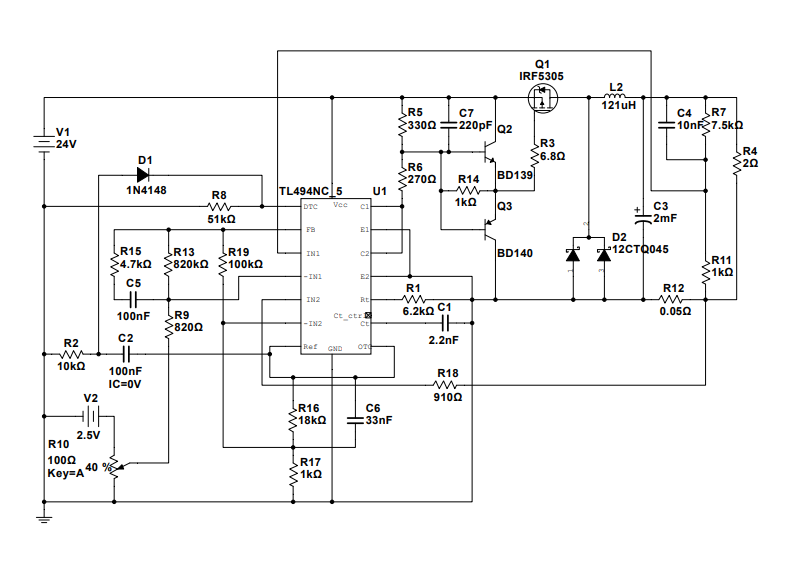 Q1
IRF5305
L2
121uH
V1
24V
R5
330Ω
C7
220pF
Q2
C4
10nF
R7
7.5kΩ
R3
6.8Ω
R4
2Ω
D1
1N4148
R6
270Ω
BD139
R14
1kΩ
R8
51kΩ
TL494NC_5
U1
Q3
C3
2mF
BD140
DTC
Vcc
C1
FB
E1
IN1
C2
-IN1
E2
IN2
Rt
Ct_ctrl
-IN2
Ct
Ref
GND
OTC
R15
4.7kΩ
R13
820kΩ
R19
100kΩ
2
D2
12CTQ045
1
3
R11
1kΩ
C5
100nF
R9
820Ω
R1
6.2kΩ
C1
2.2nF
R12
0.05Ω
R2
10kΩ
C2
100nF
IC=0V
R18
910Ω
V2
2.5V
R16
18kΩ
C6
33nF
R10
100Ω
Key=A
40 %
R17
1kΩ